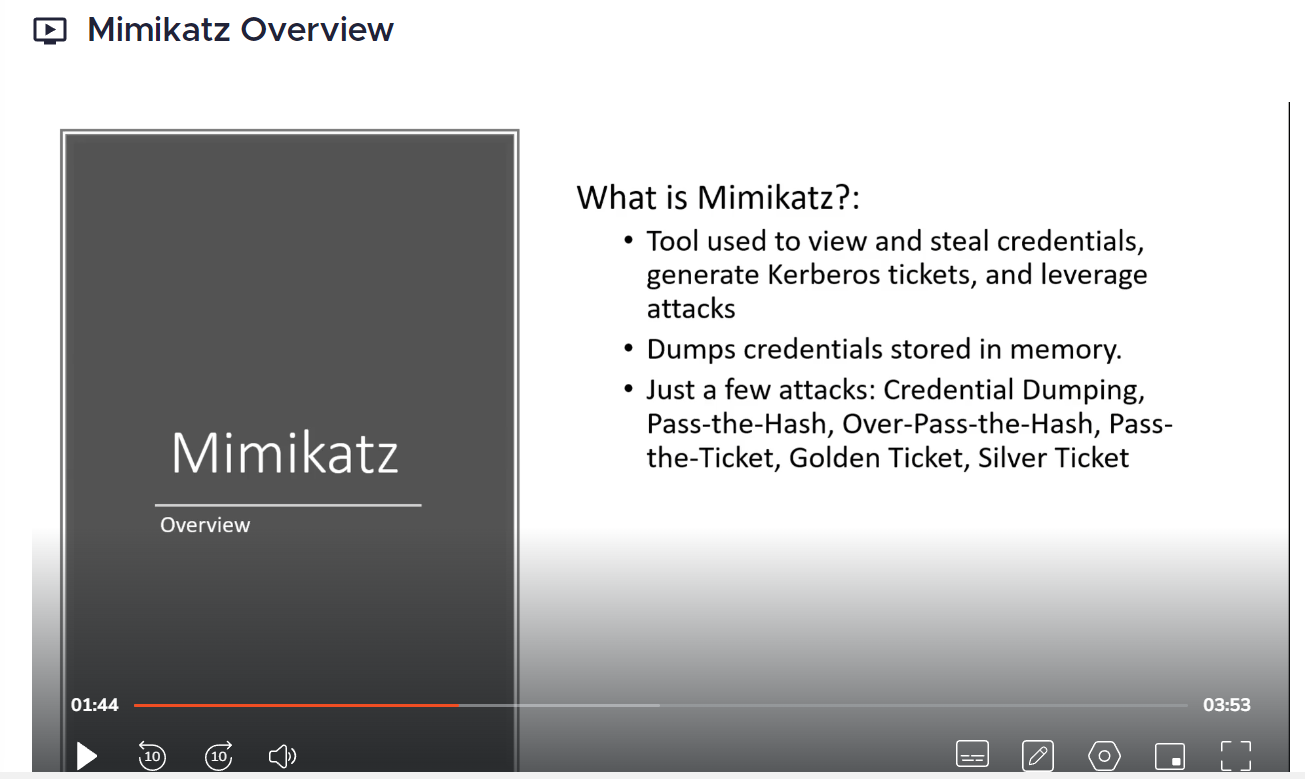 Mimikatz Overview
What is Mimikatz?:
• Tool used to view and steal credentials,
generate Kerberos tickets, and leverage
attacks
• Dumps credentials stored in memory.
• Just a few attacks: Credential Dumping,
Pass-the-Hash, Over-Pass-the-Hash, Pass-
the-Ticket, Golden Ticket, Silver Ticket
Mimikatz
Overview
01:44
03:53
10
10